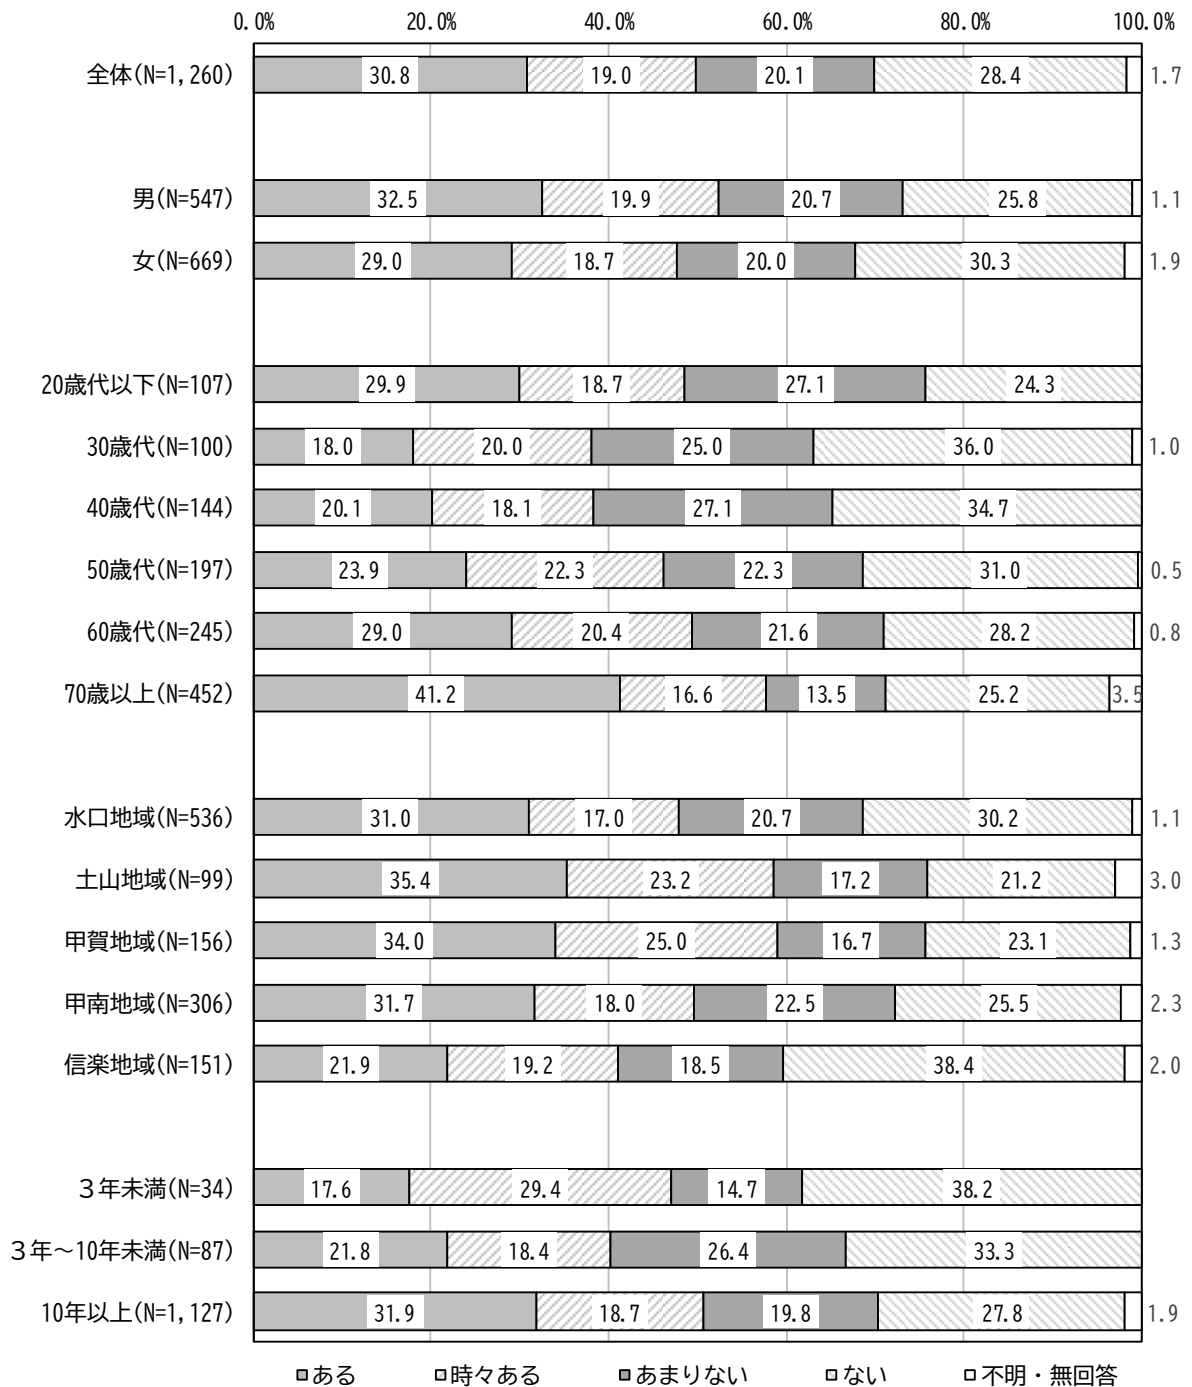 0.0% 20.0% 40.0% 60.0% 80.0% 100.0%
全体(N=1,260) 30.8 19.0 20.1 28.4 1.7
男(N=547) 32.5 19.9 20.7 25.8 1.1
女(N=669) 29.0 18.7 20.0 30.3 1.9
20歳代以下(N=107) 29.9 18.7 27.1 24.3
30歳代(N=100) 18.0 20.0 25.0 36.0 1.0
40歳代(N=144) 20.1 18.1 27.1 34.7
50歳代(N=197) 23.9 22.3 22.3 31.0 0.5
60歳代(N=245) 29.0 20.4 21.6 28.2 0.8
70歳以上(N=452) 41.2 16.6 13.5 25.2 3.5
水口地域(N=536) 31.0 17.0 20.7 30.2 1.1
土山地域(N=99) 35.4 23.2 17.2 21.2 3.0
甲賀地域(N=156) 34.0 25.0 16.7 23.1 1.3
甲南地域(N=306) 31.7 18.0 22.5 25.5 2.3
信楽地域(N=151) 21.9 19.2 18.5 38.4 2.0
３年未満(N=34) 17.6 29.4 14.7 38.2
３年～10年未満(N=87) 21.8 18.4 26.4 33.3
10年以上(N=1,127) 31.9 18.7 19.8 27.8 1.9
ある 時々ある あまりない ない 不明・無回答